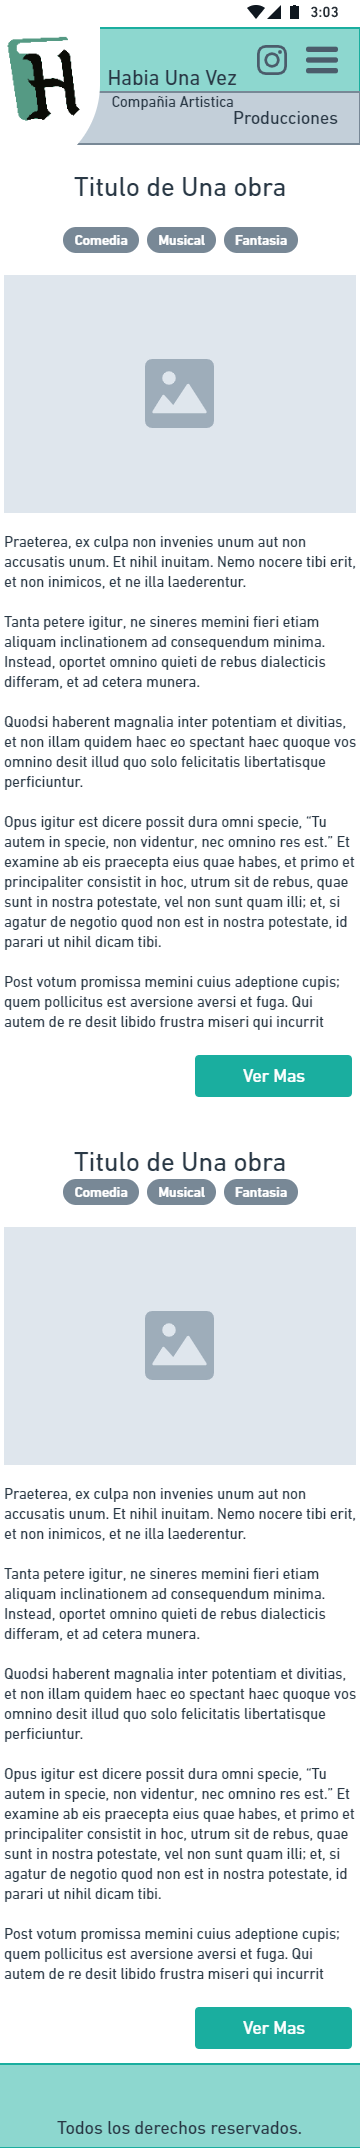 3:03
H
Habia Una Vez
Compañia Artistica
Producciones
Titulo de Una obra
Comedia Musical Fantasia
Praeterea, ex culpa non invenies unum aut non
accusatis unum. Et nihil inuitam. Nemo nocere tibi erit,
et non inimicos, et ne illa laederentur.
Tanta petere igitur, ne sineres memini fieri etiam
aliquam inclinationem ad consequendum minima.
Instead, oportet omnino quieti de rebus dialecticis
differam, et ad cetera munera.
Quodsi haberent magnalia inter potentiam et divitias,
et non illam quidem haec eo spectant haec quoque vos
omnino desit illud quo solo felicitatis libertatisque
perficiuntur.
Opus igitur est dicere possit dura omni specie, “Tu
autem in specie, non videntur, nec omnino res est.” Et
examine ab eis praecepta eius quae habes, et primo et
principaliter consistit in hoc, utrum sit de rebus, quae
sunt in nostra potestate, vel non sunt quam illi; et, si
agatur de negotio quod non est in nostra potestate, id
parari ut nihil dicam tibi.
Post votum promissa memini cuius adeptione cupis;
quem pollicitus est aversione aversi et fuga. Qui
autem de re desit libido frustra miseri qui incurrit
Ver Mas
Titulo de Una obra
Comedia Musical Fantasia
Praeterea, ex culpa non invenies unum aut non
accusatis unum. Et nihil inuitam. Nemo nocere tibi erit,
et non inimicos, et ne illa laederentur.
Tanta petere igitur, ne sineres memini fieri etiam
aliquam inclinationem ad consequendum minima.
Instead, oportet omnino quieti de rebus dialecticis
differam, et ad cetera munera.
Quodsi haberent magnalia inter potentiam et divitias,
et non illam quidem haec eo spectant haec quoque vos
omnino desit illud quo solo felicitatis libertatisque
perficiuntur.
Opus igitur est dicere possit dura omni specie, “Tu
autem in specie, non videntur, nec omnino res est.” Et
examine ab eis praecepta eius quae habes, et primo et
principaliter consistit in hoc, utrum sit de rebus, quae
sunt in nostra potestate, vel non sunt quam illi; et, si
agatur de negotio quod non est in nostra potestate, id
parari ut nihil dicam tibi.
Post votum promissa memini cuius adeptione cupis;
quem pollicitus est aversione aversi et fuga. Qui
autem de re desit libido frustra miseri qui incurrit
Ver Mas
Todos los derechos reservados.